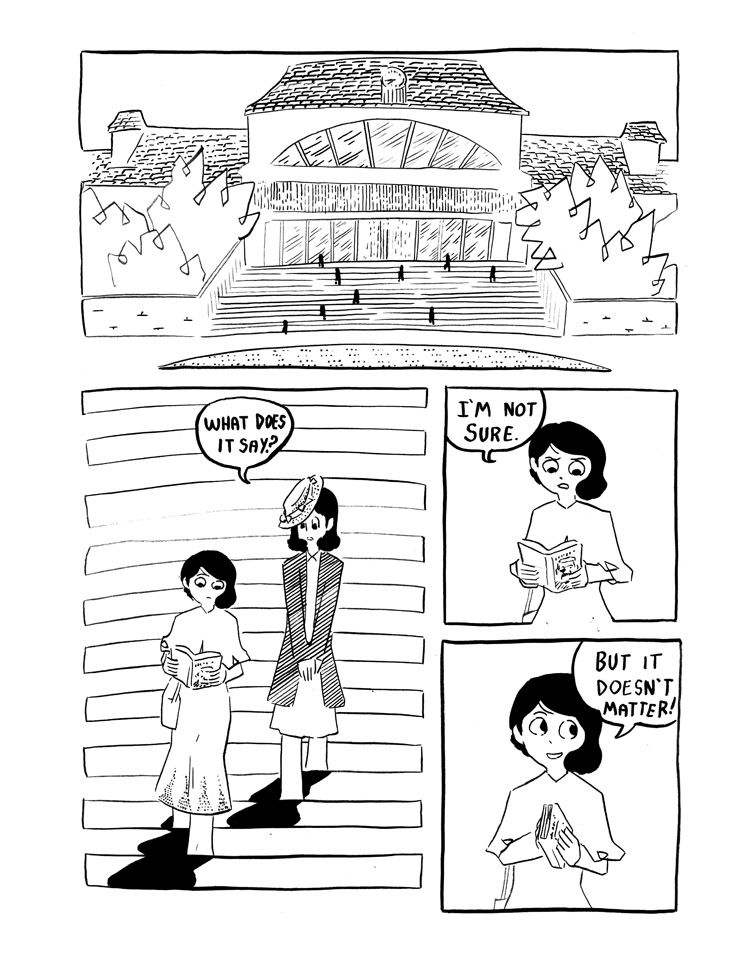 WHAT DOES
IT SAY?
I'M NOT
SURE.
BUT IT
DOESN'T
MATTER!